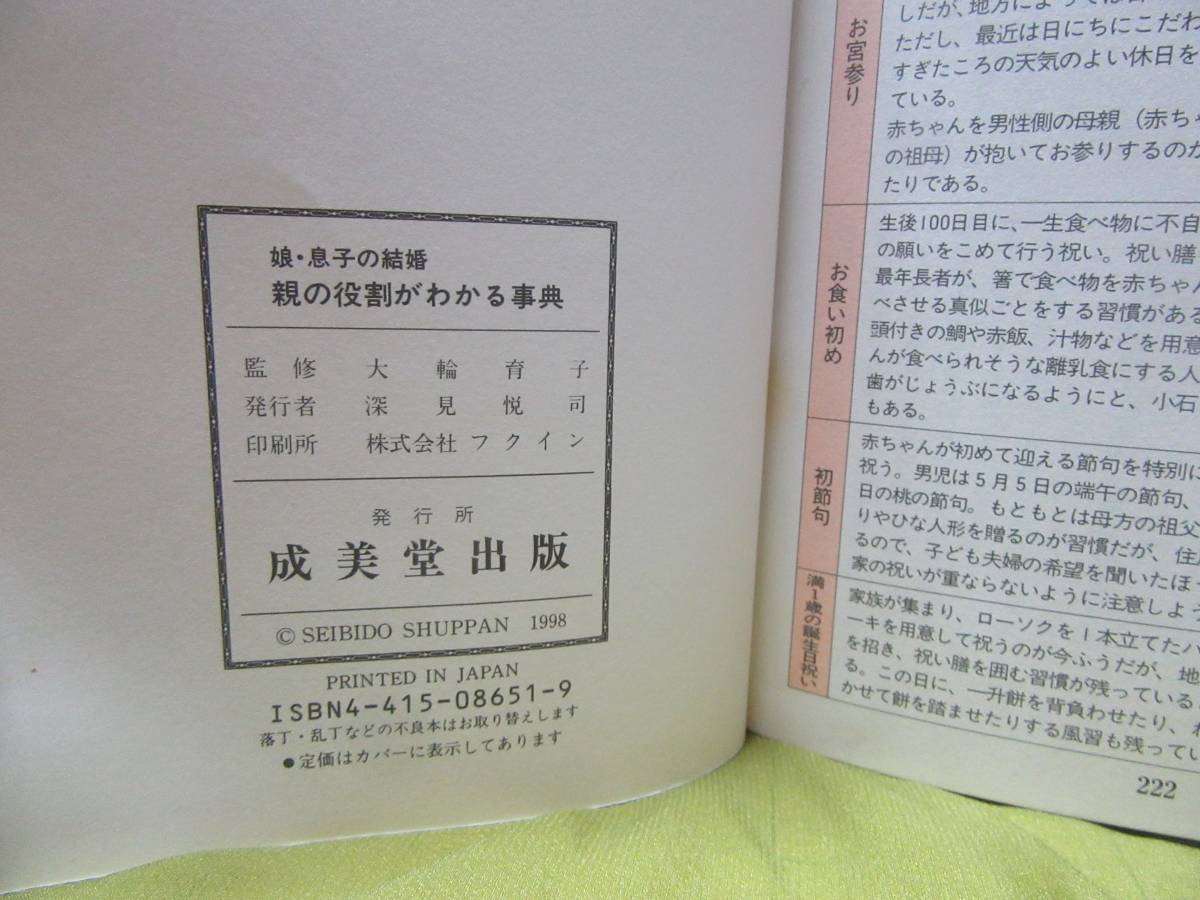 娘・息子の結婚
親の役割がわかる事典
監修 大輪育子
発行者 深見悦司
印刷所 株式会社フクイン
発行所
成美堂出版
© SEIBIDO SHUPPAN 1998
PRINTED IN JAPAN
ISBN4-415-08651-9
落丁・乱丁などの不良本はお取り替えします
●定価はカバーに表示してあります
お宮参り
しだが、地方によっては
ただし、最近は日にちにこだわ
すぎたころの天気のよい休日を
ている。
赤ちゃんを男性側の母親（赤ち
の祖母）が抱いてお参りするのが
たりである。
お食い初め
生後100日目に、一生食べ物に不自
の願いをこめて行う祝い。祝い膳
最年長者が、箸で食べ物を赤ちゃん
べさせる真似ごとをする習慣がある
頭付きの鯛や赤飯、汁物などを用意
んが食べられそうな離乳食にする人
歯がじょうぶになるようにと、小石
もある。
初節句
赤ちゃんが初めて迎える節句を特別に
祝う。男児は5月5日の端午の節句、
日の桃の節句。もともとは母方の祖父
りやひな人形を贈るのが習慣だが、住
るので、子ども夫婦の希望を聞いたほ
家の祝いが重ならないように注意しよ
満1歳の誕生日祝い
家族が集まり、ローソクを1本立てたバ
ーキを用意して祝うのが今ふうだが、地
を招き、祝い膳を囲む習慣が残っている
る。この日に、一升餅を背負わせたり、
かせて餅を踏ませたりする風習も残ってい
222